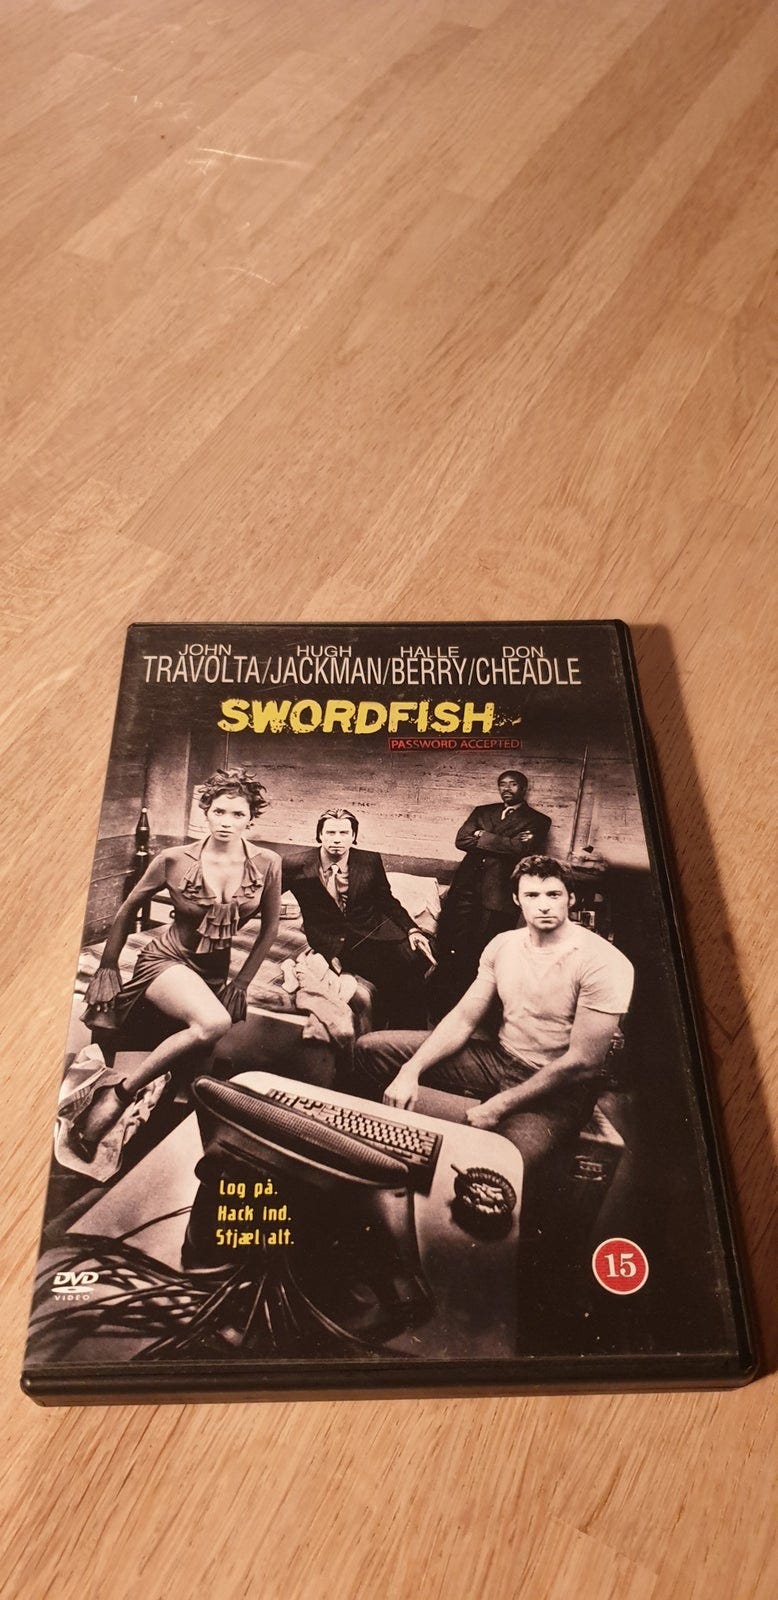 JOHN HUGH HALLE DON
TRAVOLTA/JACKMAN/BERRY/CHEADLE
SWORDFISH
PASSWORD ACCEPTED
Log på.
Hack ind.
Stjæl alt.
DVD
VIDEO
15